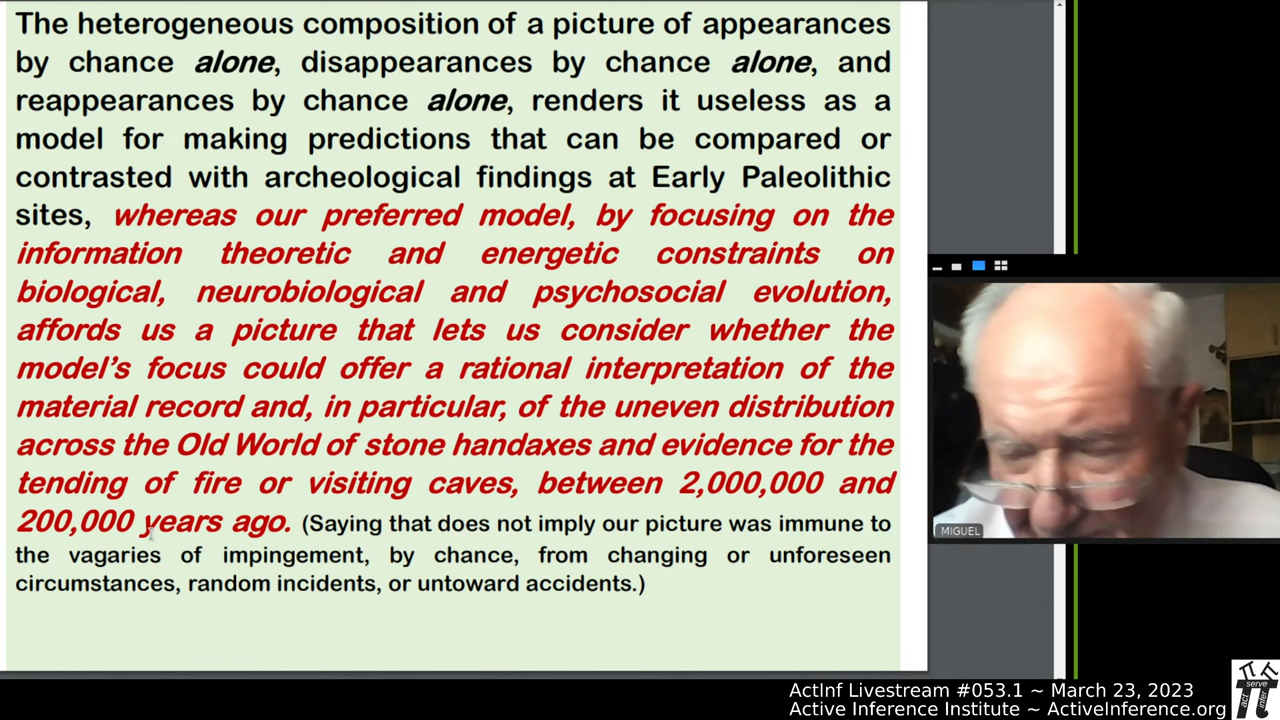 The heterogeneous composition of a picture of appearances
by chance alone, disappearances by chance alone, and
reappearances by chance alone, renders it useless as a
model for making predictions that can be compared or
contrasted with archeological findings at Early Paleolithic
sites, whereas our preferred model, by focusing on the
information theoretic and energetic constraints on
biological, neurobiological and psychosocial evolution,
affords us a picture that lets us consider whether the
model's focus could offer a rational interpretation of the
material record and, in particular, of the uneven distribution
across the Old World of stone handaxes and evidence for the
tending of fire or visiting caves, between 2,000,000 and
200,000 years ago. (Saying that does not imply our picture was immune to
the vagaries of impingement, by chance, from changing or unforeseen
circumstances, random incidents, or untoward accidents.)
MIGUEL
ActInf Livestream #053.1 ~ March 23, 2023
Active Inference Institute ~ ActiveInference.org
serve
act
infer